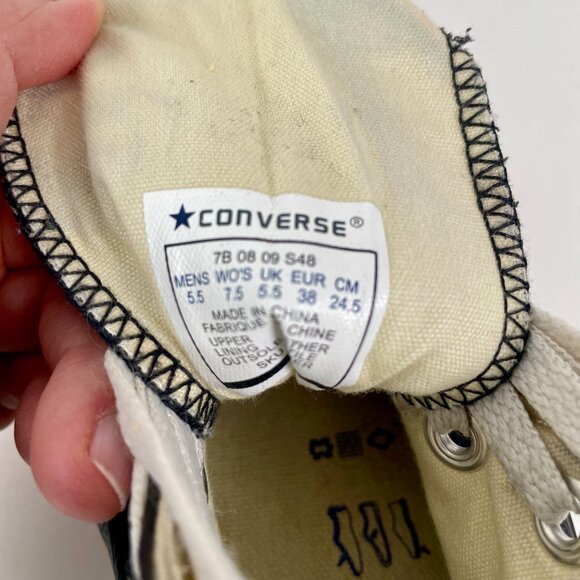 ★CONVERSE®
7B 08 09 S48
MENS WO'S UK EUR CM
5.5 7.5 5.5 38 24.5
MADE IN CHINA
FABRIQUE CHINE
UPPER
LINING
OUTSOLE
SKU